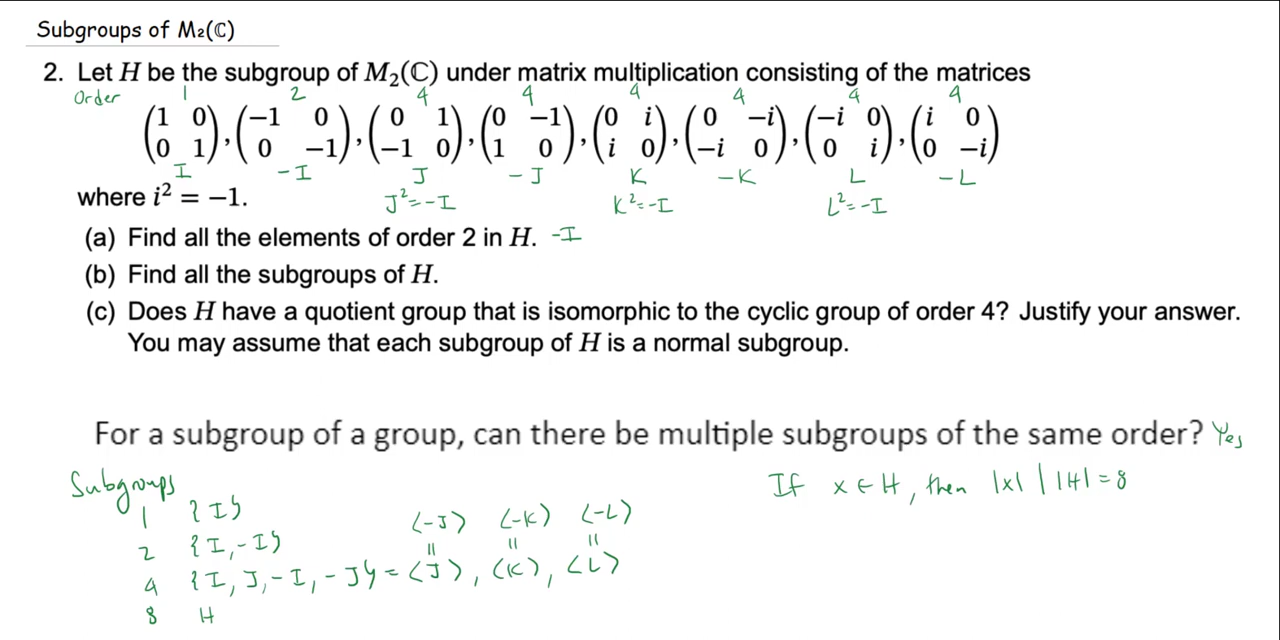 Subgroups of M₂(ℂ)
2. Let H be the subgroup of M₂(ℂ) under matrix multiplication consisting of the matrices
Order 1 2 4 4 4 4 4 4
(1 0; 0 1), (−1 0; 0 −1), (0 1; −1 0), (0 −1; 1 0), (0 i; i 0), (0 −i; −i 0), (−i 0; 0 i), (i 0; 0 −i)
I -I J -J K -K L -L
where i² = −1. J²=-I K²=-I L²=-I
(a) Find all the elements of order 2 in H. -I
(b) Find all the subgroups of H.
(c) Does H have a quotient group that is isomorphic to the cyclic group of order 4? Justify your answer.
You may assume that each subgroup of H is a normal subgroup.
For a subgroup of a group, can there be multiple subgroups of the same order? Yes
Subgroups If x ∈ H, then |x| | |H| = 8
1 {I}
⟨-J⟩ ⟨-K⟩ ⟨-L⟩
2 {I, -I} = = =
4 {I, J, -I, -J} = ⟨J⟩, ⟨K⟩, ⟨L⟩
8 H